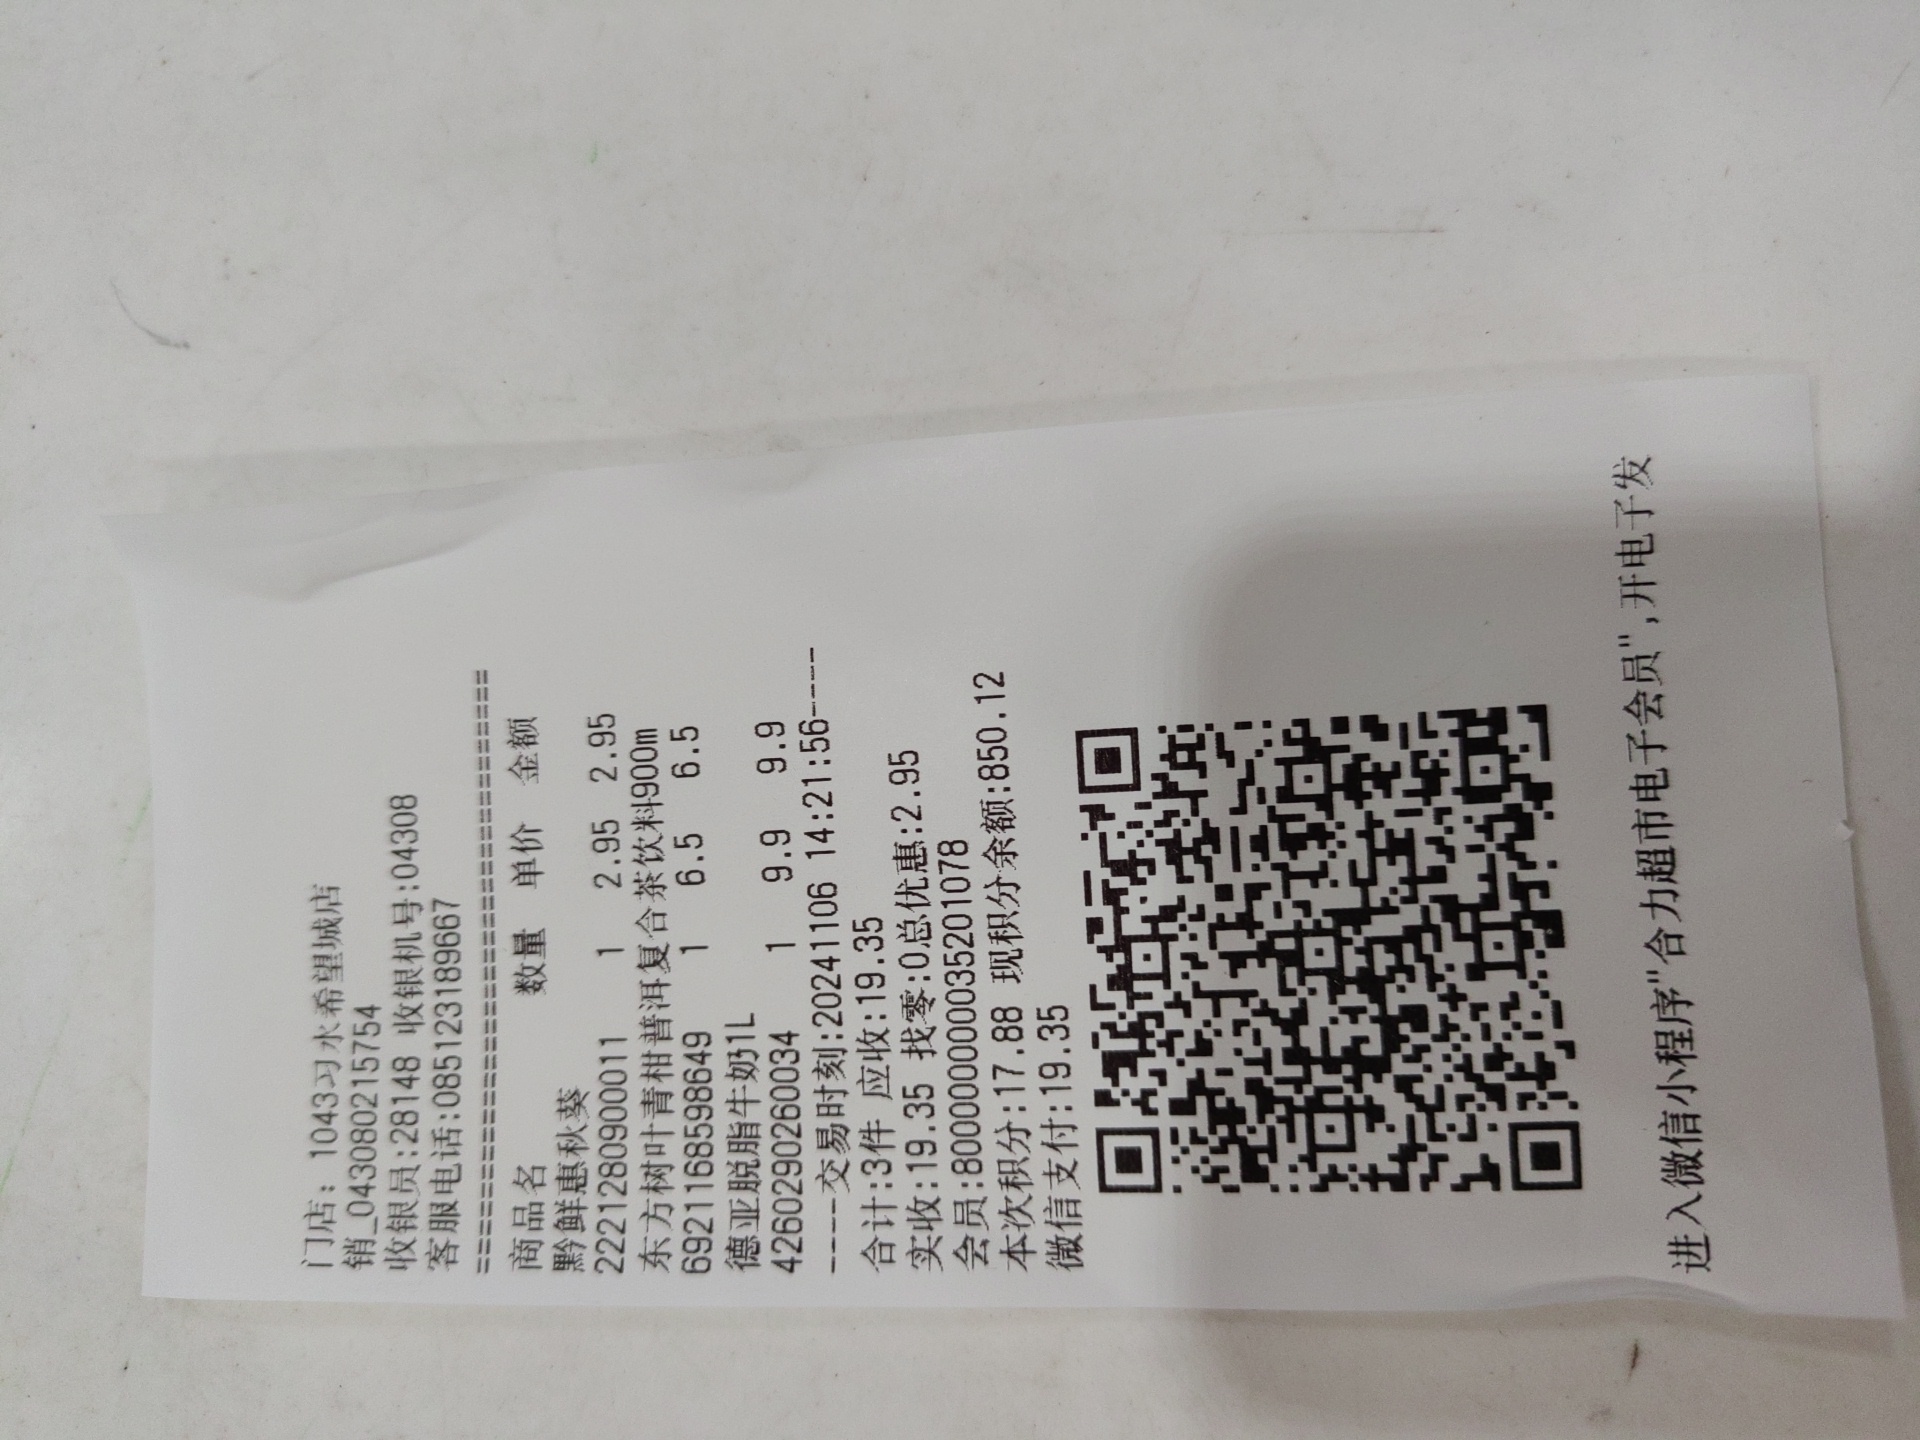 门店: 1043习水希望城店
销_043080215754
收银员:28148 收银机号:04308
客服电话:085123189667
商品名 数量 单价 金额
黔鲜惠秋葵
2221280900011 1 2.95 2.95
东方树叶青柑普洱复合茶饮料900m
6921168598649 1 6.5 6.5
德亚脱脂牛奶1L
4260290260034 1 9.9 9.9
-----交易时刻:20241106 14:21:56-----
合计:3件 应收:19.35
实收:19.35 找零:0总优惠:2.95
会员:8000000003520​1078
本次积分:17.88 现积分余额:850.12
微信支付:19.35
进入微信小程序"合力超市电子会员",开电子发